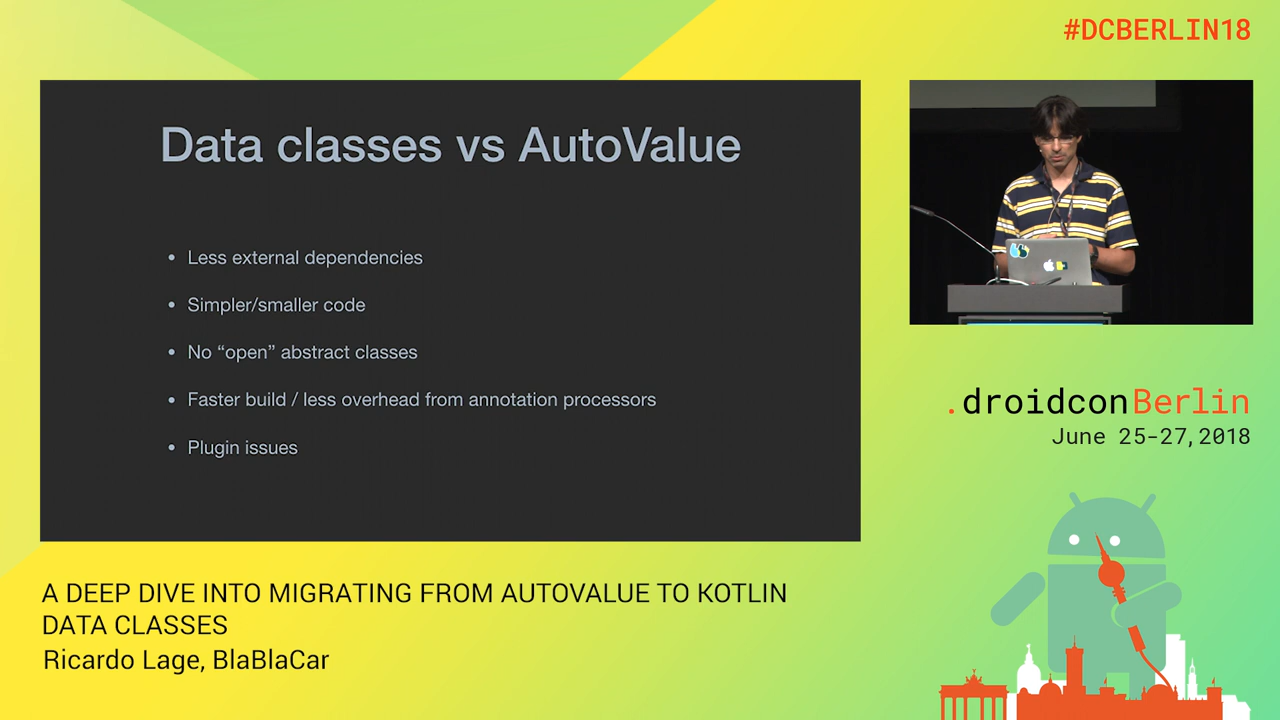 #DCBERLIN18
Data classes vs AutoValue
• Less external dependencies
• Simpler/smaller code
• No “open” abstract classes
• Faster build / less overhead from annotation processors
• Plugin issues
.droidconBerlin
June 25-27, 2018
A DEEP DIVE INTO MIGRATING FROM AUTOVALUE TO KOTLIN
DATA CLASSES
Ricardo Lage, BlaBlaCar